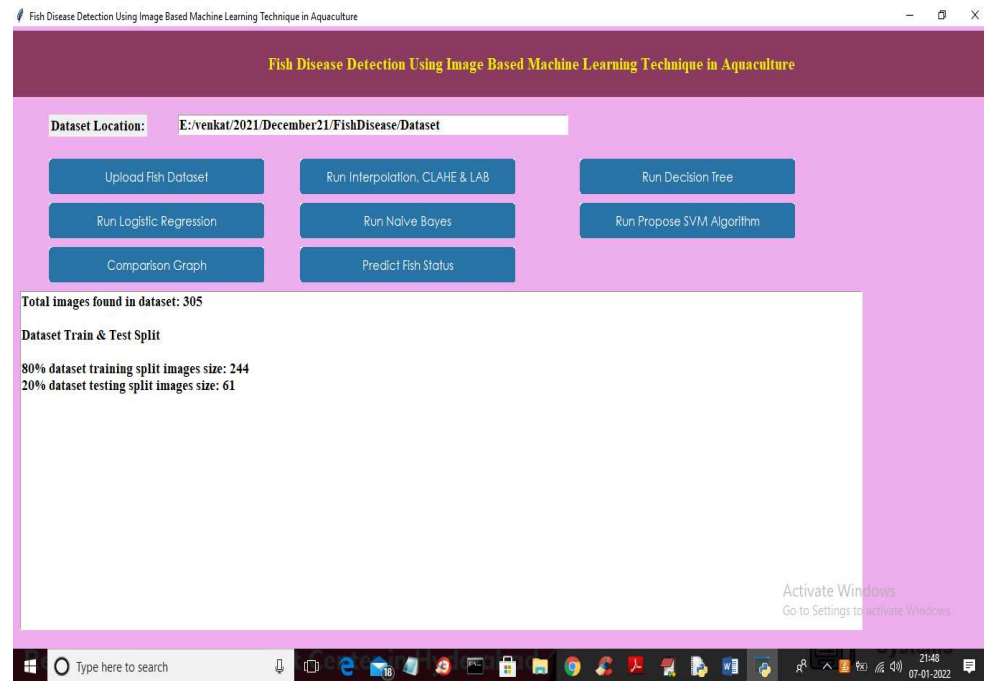 Fish Disease Detection Using Image Based Machine Learning Technique in Aquaculture
Fish Disease Detection Using Image Based Machine Learning Technique in Aquaculture
Dataset Location: E:/venkat/2021/December21/FishDisease/Dataset
Upload Fish Dataset Run Interpolation, CLAHE & LAB Run Decision Tree
Run Logistic Regression Run Naive Bayes Run Propose SVM Algorithm
Comparison Graph Predict Fish Status
Total images found in dataset: 305
Dataset Train & Test Split
80% dataset training split images size: 244
20% dataset testing split images size: 61
Activate Windows
Go to Settings to activate Windows.
Type here to search 18 21:48
07-01-2022